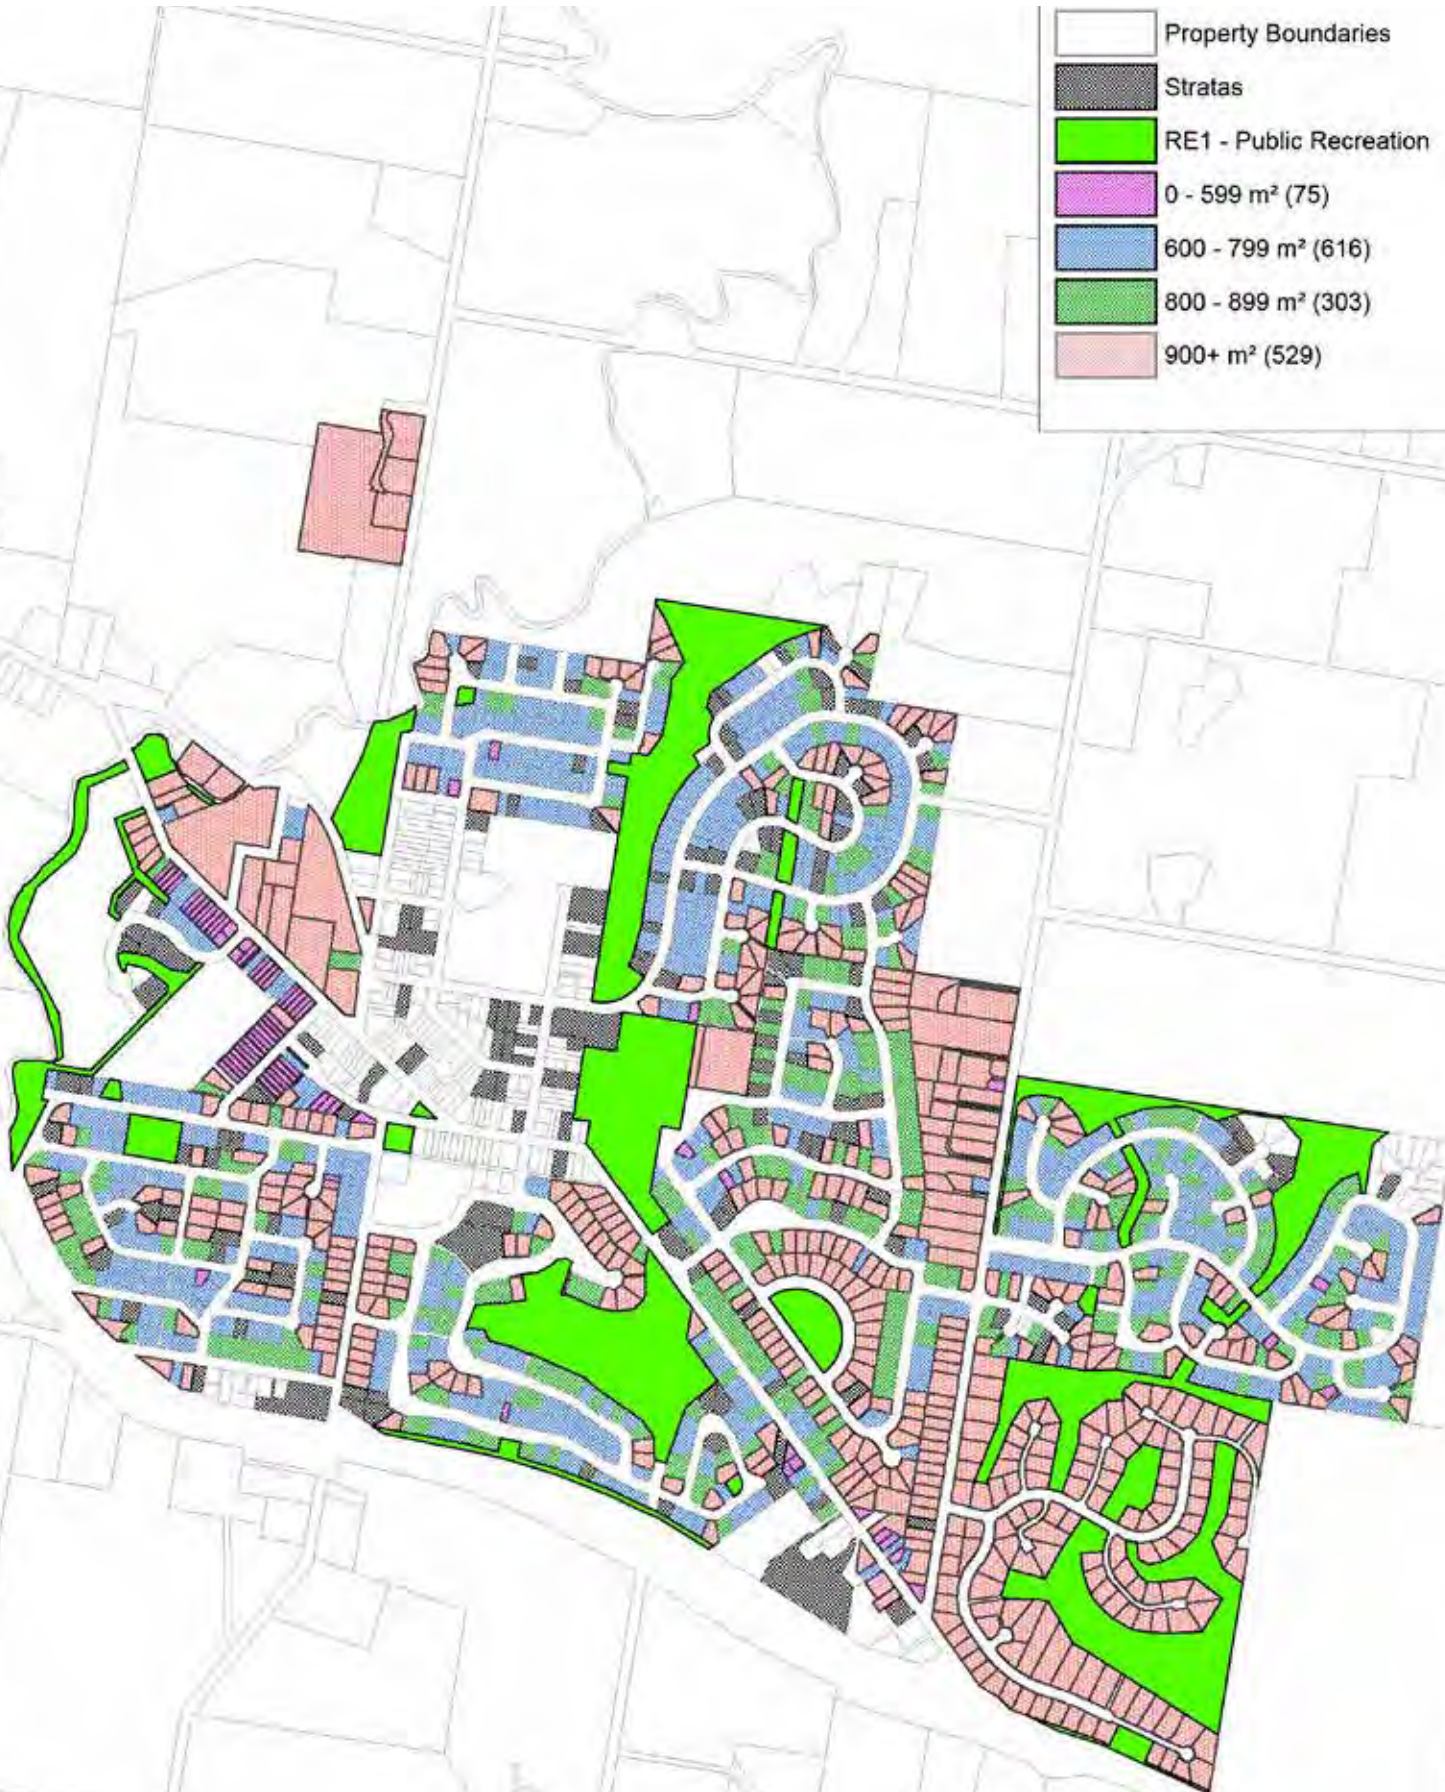 Property Boundaries
Stratas
RE1 - Public Recreation
0 - 599 m² (75)
600 - 799 m² (616)
800 - 899 m² (303)
900+ m² (529)